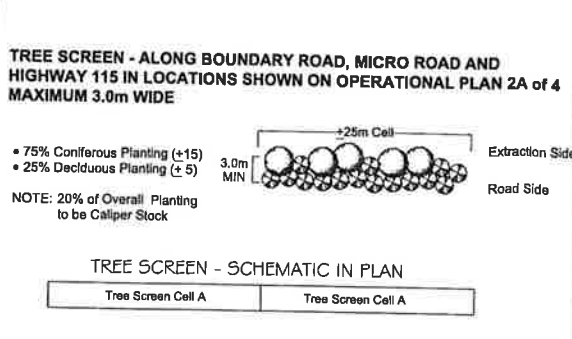 TREE SCREEN - ALONG BOUNDARY ROAD, MICRO ROAD AND
HIGHWAY 115 IN LOCATIONS SHOWN ON OPERATIONAL PLAN 2A of 4
MAXIMUM 3.0m WIDE
±25m Cell
• 75% Coniferous Planting (±15)
• 25% Deciduous Planting (± 5)
3.0m
MIN
Extraction Side
Road Side
NOTE: 20% of Overall Planting
to be Caliper Stock
TREE SCREEN - SCHEMATIC IN PLAN
Tree Screen Cell A
Tree Screen Cell A